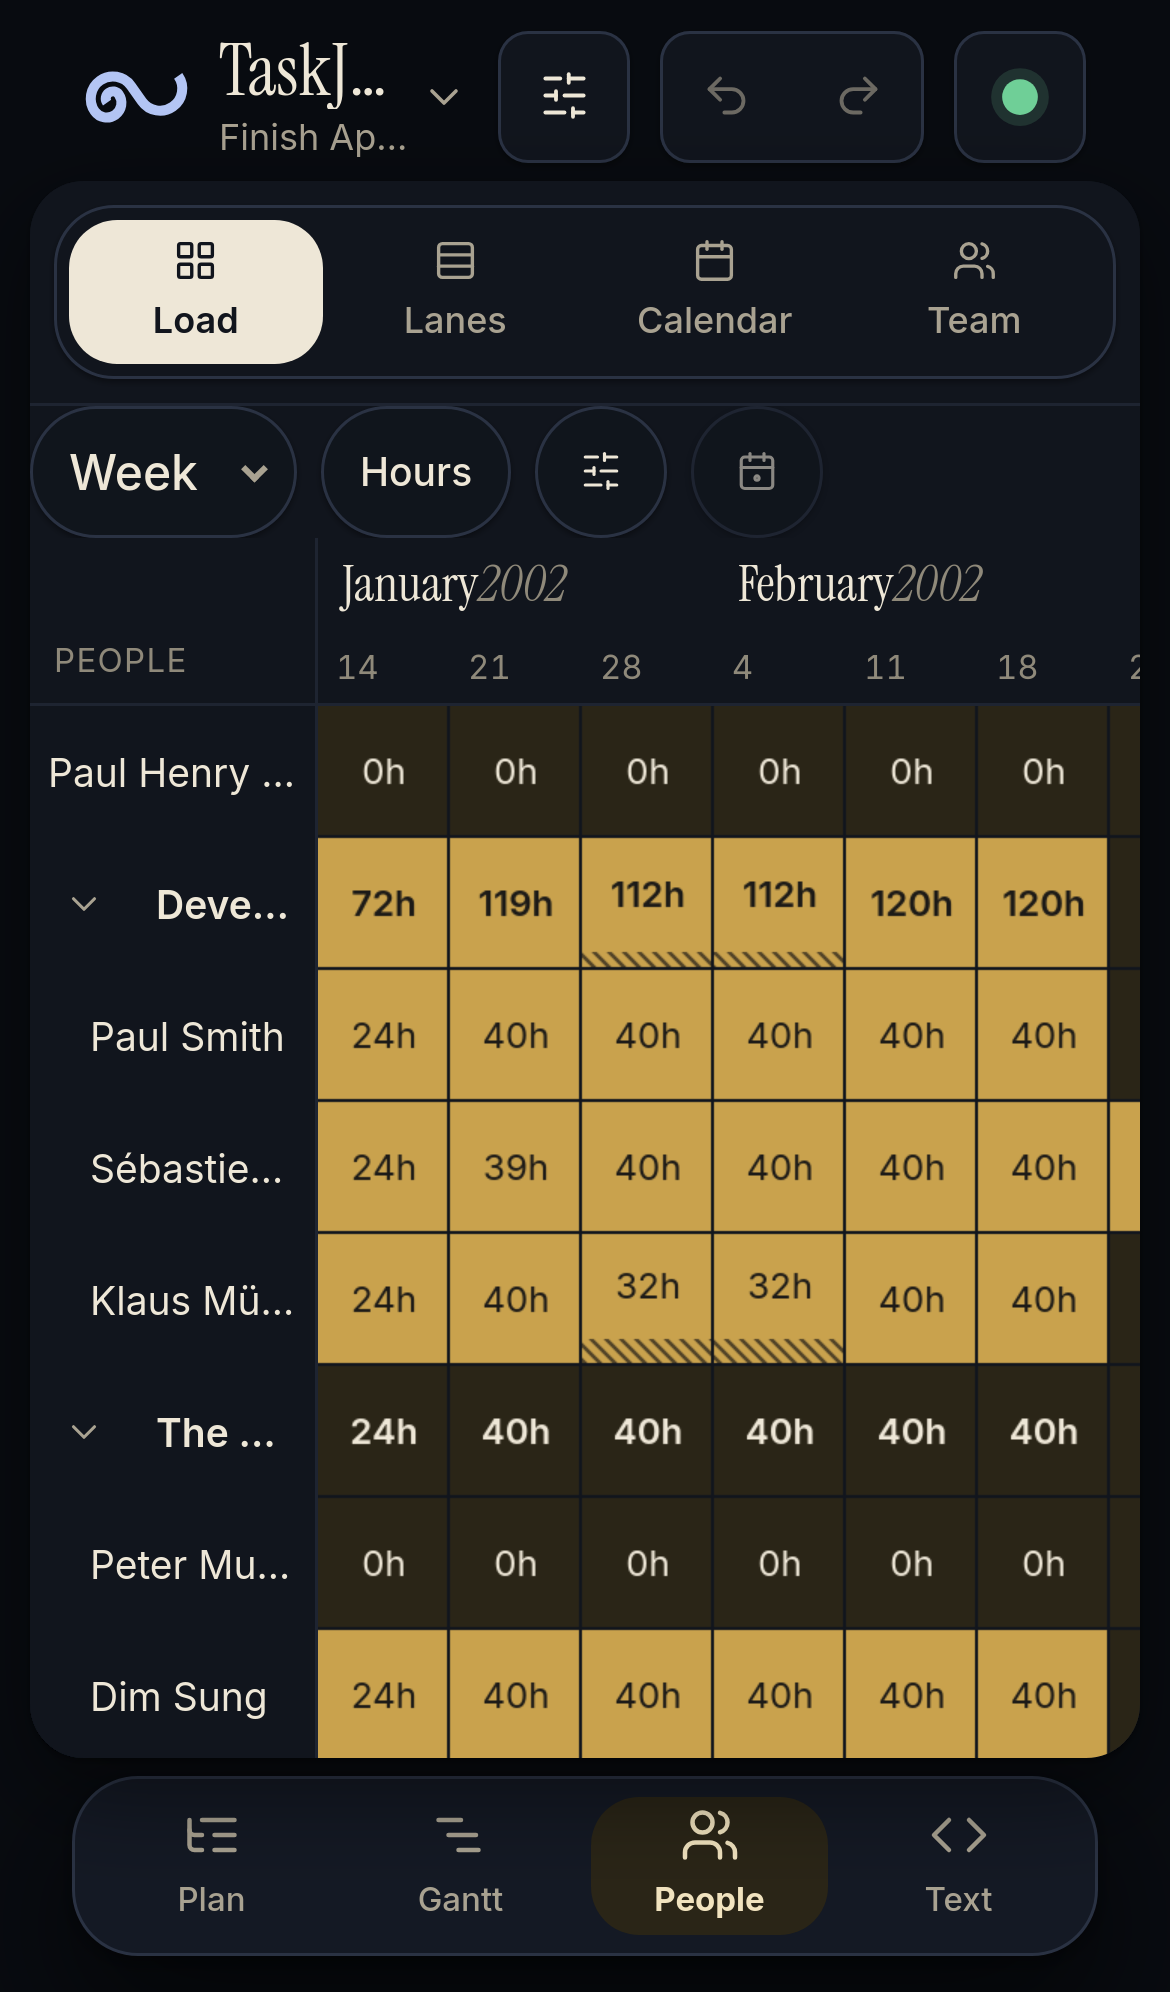 TaskJ...
Finish Ap...
Load Lanes Calendar Team
Week Hours
January2002 February2002
PEOPLE 14 21 28 4 11 18
Paul Henry ... 0h 0h 0h 0h 0h 0h
Deve... 72h 119h 112h 112h 120h 120h
Paul Smith 24h 40h 40h 40h 40h 40h
Sébastie... 24h 39h 40h 40h 40h 40h
Klaus Mü... 24h 40h 32h 32h 40h 40h
The ... 24h 40h 40h 40h 40h 40h
Peter Mu... 0h 0h 0h 0h 0h 0h
Dim Sung 24h 40h 40h 40h 40h 40h
Plan Gantt People Text